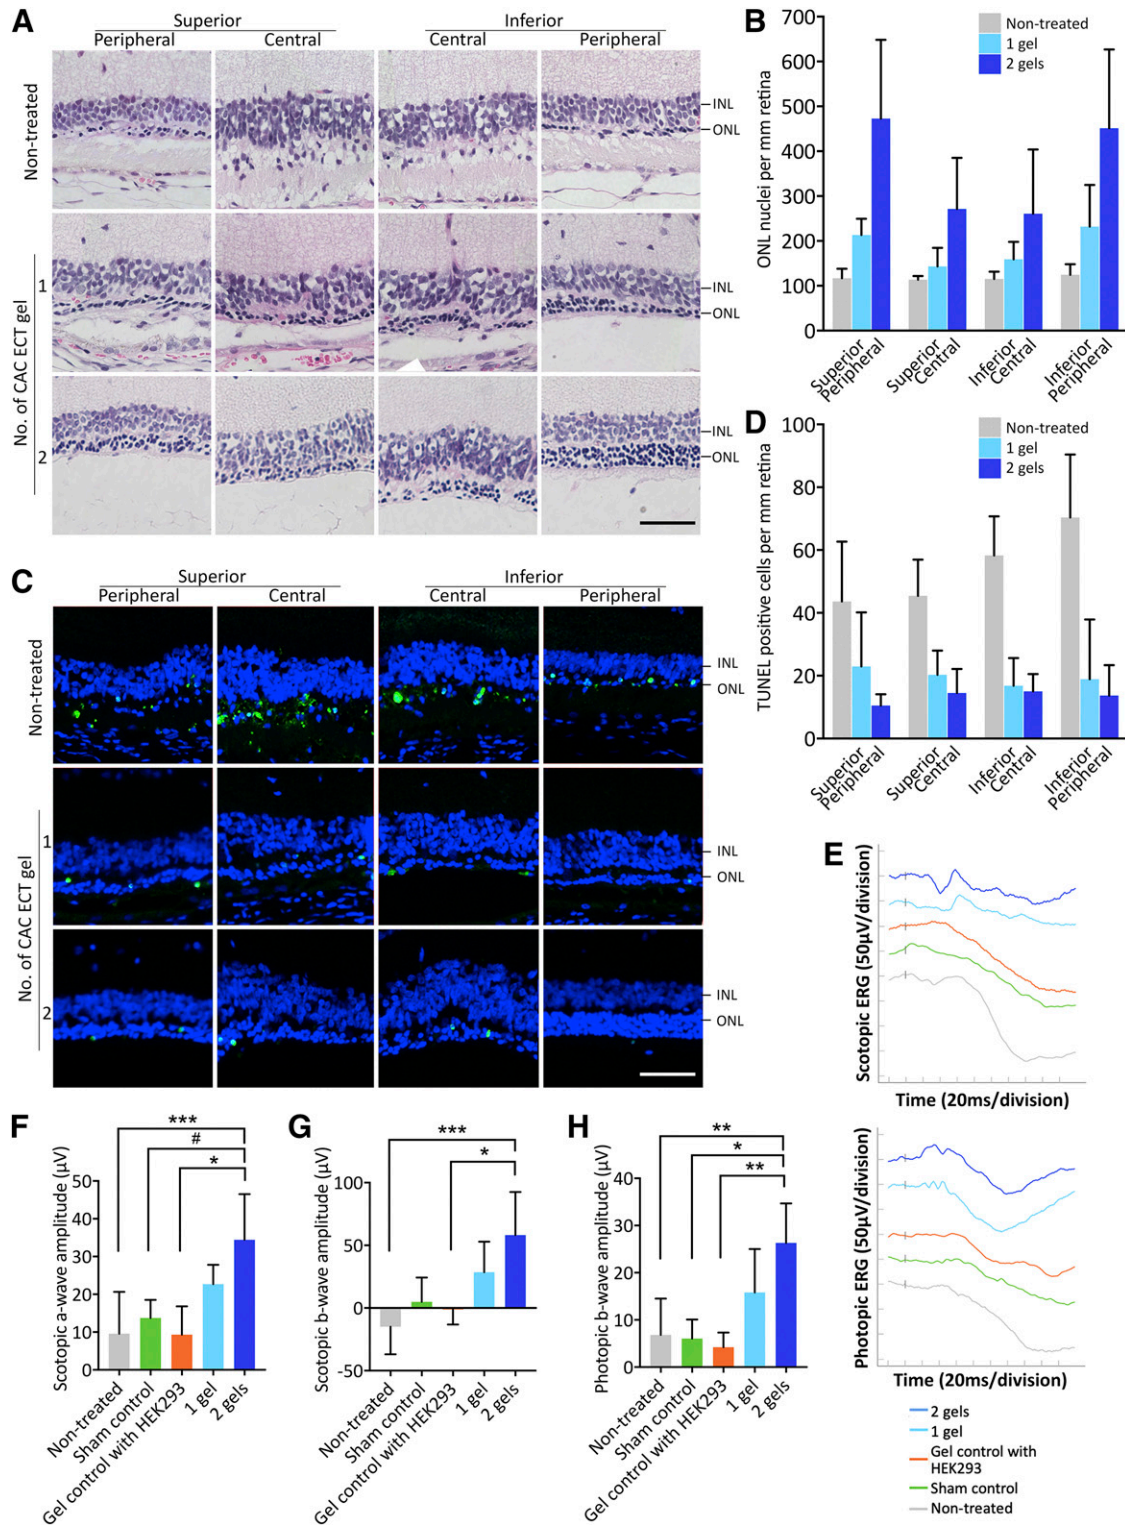 A
Superior
Inferior
Peripheral
Central
Central
Peripheral
Non-treated
INL
ONL
No. of CAC ECT gel
1
INL
ONL
2
INL
ONL
B
ONL nuclei per mm retina
700
600
500
400
300
200
100
0
Non-treated
1 gel
2 gels
Superior Peripheral
Superior Central
Inferior Central
Inferior Peripheral
C
Superior
Inferior
Peripheral
Central
Central
Peripheral
Non-treated
INL
ONL
No. of CAC ECT gel
1
INL
ONL
2
INL
ONL
D
TUNEL positive cells per mm retina
100
80
60
40
20
0
Non-treated
1 gel
2 gels
Superior Peripheral
Superior Central
Inferior Central
Inferior Peripheral
E
Scotopic ERG (50μV/division)
Time (20ms/division)
Photopic ERG (50μV/division)
Time (20ms/division)
2 gels
1 gel
Gel control with
HEK293
Sham control
Non-treated
F
***
#
*
Scotopic a-wave amplitude (μV)
50
40
30
20
10
0
Non-treated
Sham control
Gel control with HEK293
1 gel
2 gels
G
***
*
Scotopic b-wave amplitude (μV)
100
50
0
-50
Non-treated
Sham control
Gel control with HEK293
1 gel
2 gels
H
**
*
**
Photopic b-wave amplitude (μV)
40
30
20
10
0
Non-treated
Sham control
Gel control with HEK293
1 gel
2 gels